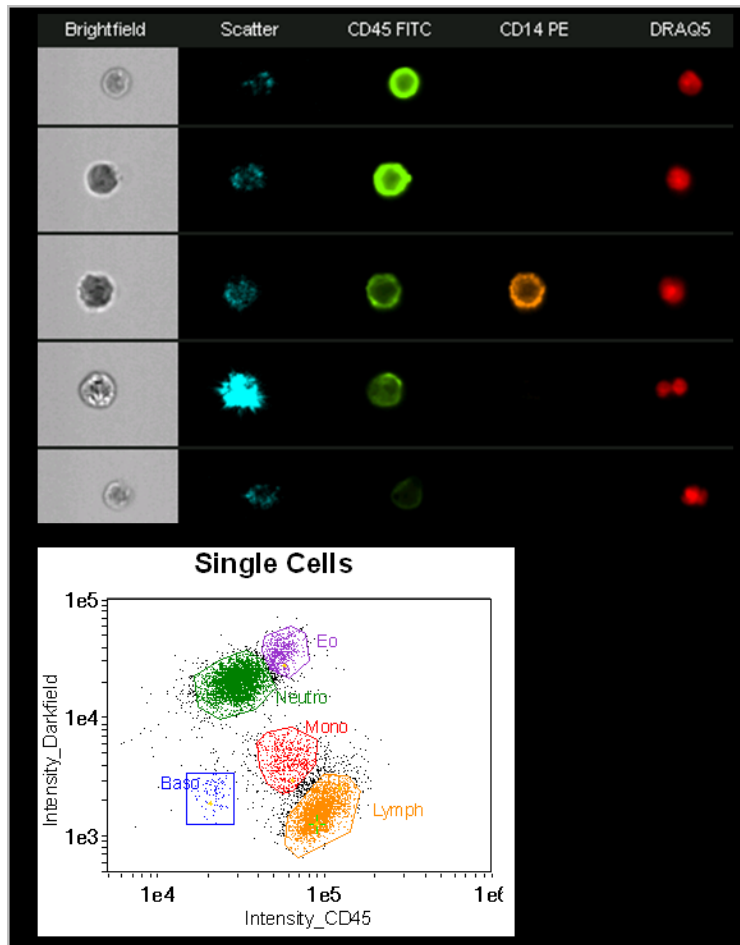 Brightfield Scatter CD45 FITC CD14 PE DRAQ5
Single Cells
1e5
Eo
Neutro
1e4
Mono
Baso
Lymph
1e3
Intensity_Darkfield
1e4 1e5 1e6
Intensity_CD45